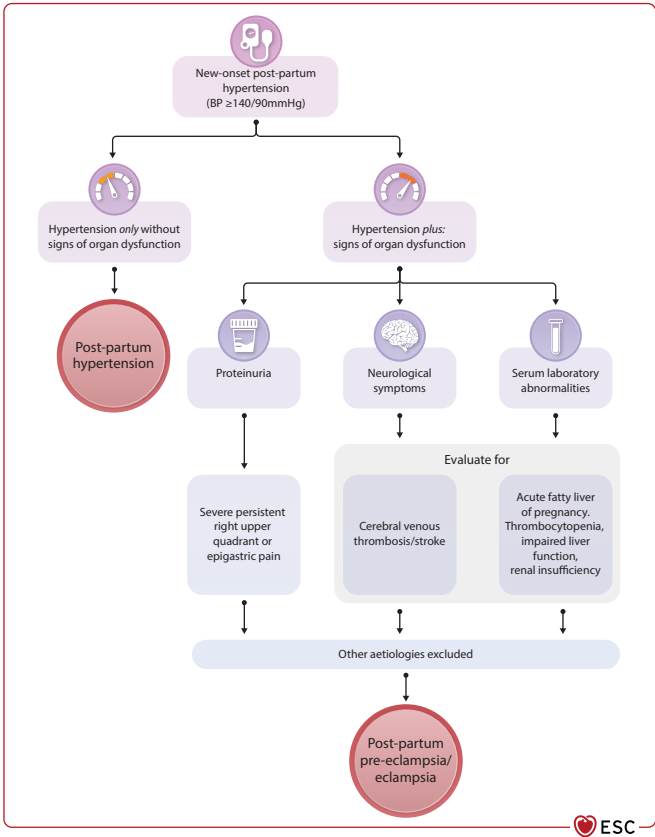 New-onset post-partum
hypertension
(BP ≥140/90mmHg)
Hypertension only without
signs of organ dysfunction
Hypertension plus:
signs of organ dysfunction
Post-partum
hypertension
Proteinuria
Neurological
symptoms
Serum laboratory
abnormalities
Evaluate for
Severe persistent
right upper
quadrant or
epigastric pain
Cerebral venous
thrombosis/stroke
Acute fatty liver
of pregnancy.
Thrombocytopenia,
impaired liver
function,
renal insufficiency
Other aetiologies excluded
Post-partum
pre-eclampsia/
eclampsia
ESC